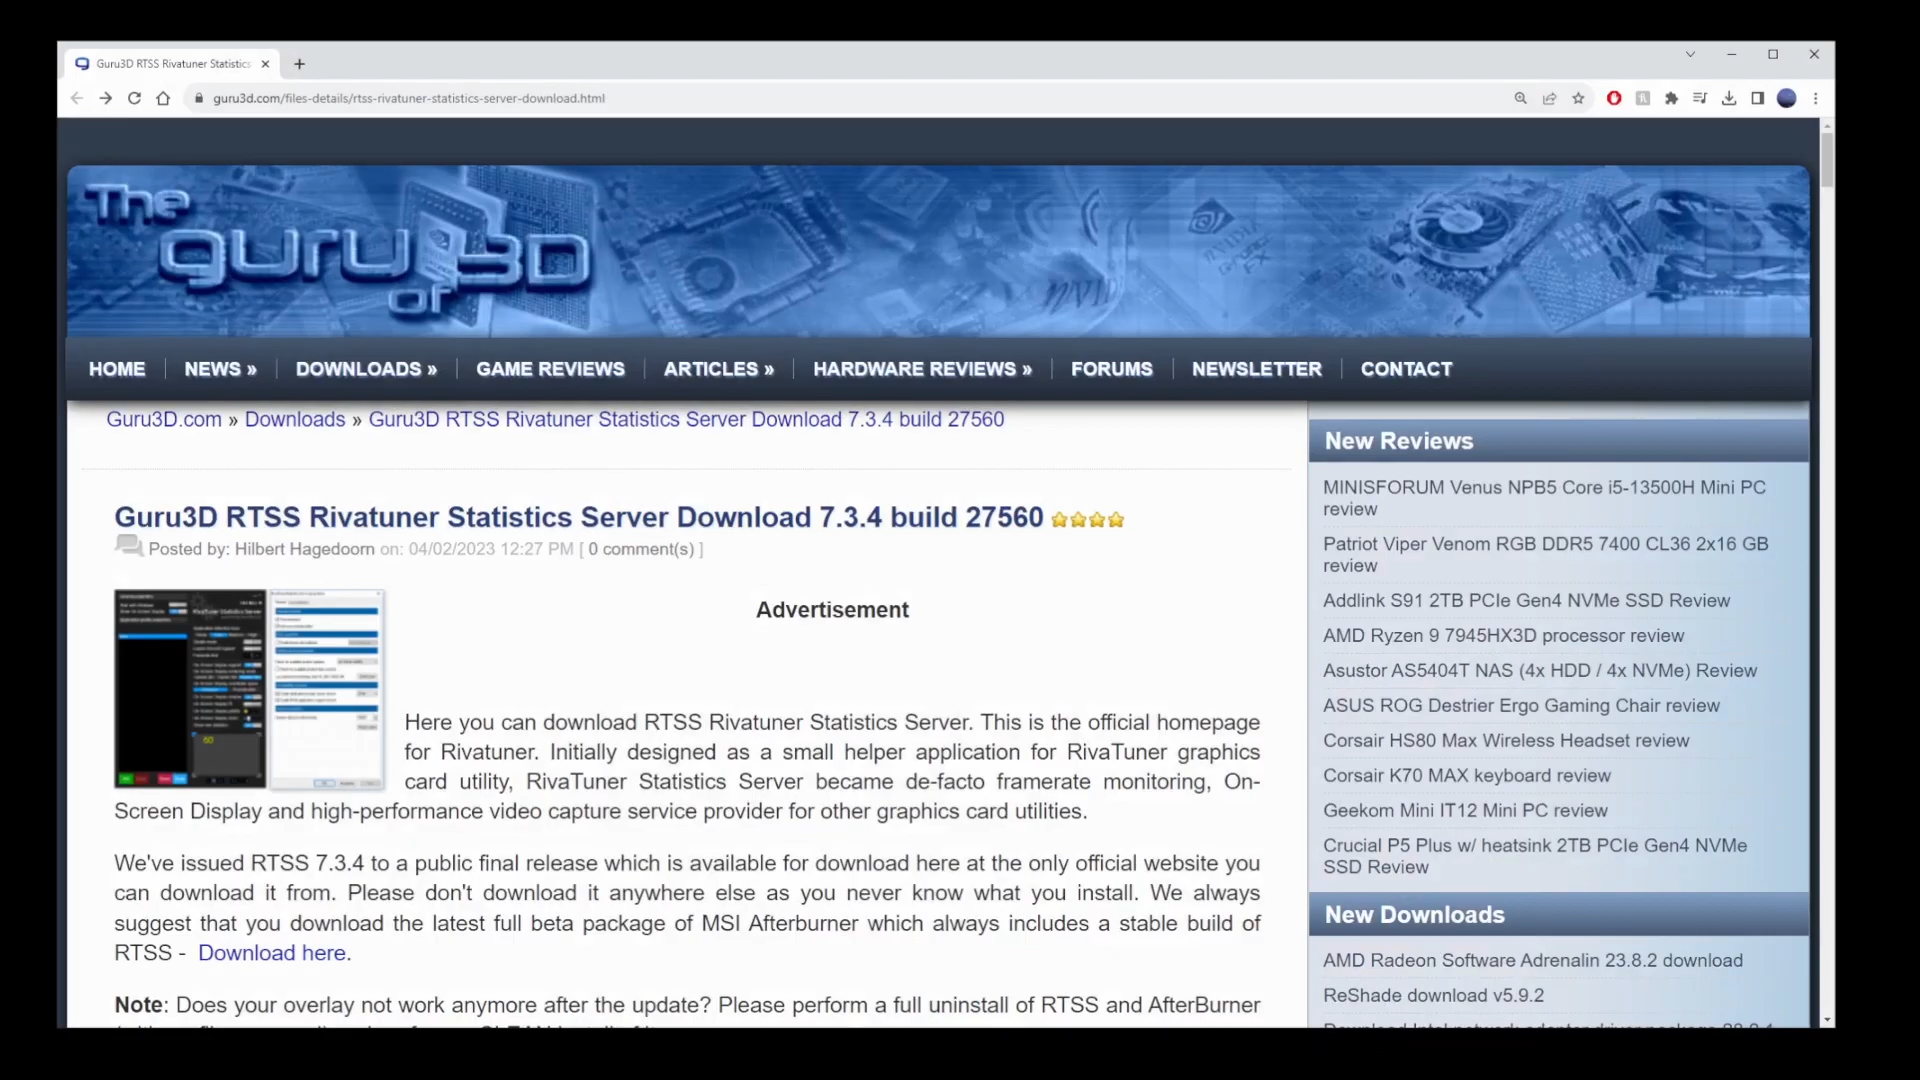 Guru3D RTSS Rivatuner Statistics
guru3d.com/files-details/rtss-rivatuner-statistics-server-download.html
The
guru
of
3D
HOME
NEWS »
DOWNLOADS »
GAME REVIEWS
ARTICLES »
HARDWARE REVIEWS »
FORUMS
NEWSLETTER
CONTACT
Guru3D.com » Downloads » Guru3D RTSS Rivatuner Statistics Server Download 7.3.4 build 27560
Guru3D RTSS Rivatuner Statistics Server Download 7.3.4 build 27560
Posted by: Hilbert Hagedoorn on: 04/02/2023 12:27 PM [ 0 comment(s) ]
Advertisement
Here you can download RTSS Rivatuner Statistics Server. This is the official homepage
for Rivatuner. Initially designed as a small helper application for RivaTuner graphics
card utility, RivaTuner Statistics Server became de-facto framerate monitoring, On-
Screen Display and high-performance video capture service provider for other graphics card utilities.
We've issued RTSS 7.3.4 to a public final release which is available for download here at the only official website you
can download it from. Please don't download it anywhere else as you never know what you install. We always
suggest that you download the latest full beta package of MSI Afterburner which always includes a stable build of
RTSS - Download here.
Note: Does your overlay not work anymore after the update? Please perform a full uninstall of RTSS and AfterBurner
New Reviews
MINISFORUM Venus NPB5 Core i5-13500H Mini PC
review
Patriot Viper Venom RGB DDR5 7400 CL36 2x16 GB
review
Addlink S91 2TB PCIe Gen4 NVMe SSD Review
AMD Ryzen 9 7945HX3D processor review
Asustor AS5404T NAS (4x HDD / 4x NVMe) Review
ASUS ROG Destrier Ergo Gaming Chair review
Corsair HS80 Max Wireless Headset review
Corsair K70 MAX keyboard review
Geekom Mini IT12 Mini PC review
Crucial P5 Plus w/ heatsink 2TB PCIe Gen4 NVMe
SSD Review
New Downloads
AMD Radeon Software Adrenalin 23.8.2 download
ReShade download v5.9.2